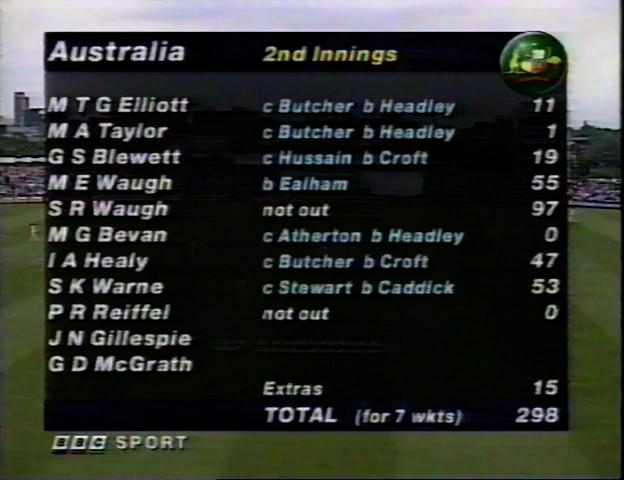 Australia 2nd Innings
M T G Elliott c Butcher b Headley 11
M A Taylor c Butcher b Headley 1
G S Blewett c Hussain b Croft 19
M E Waugh b Ealham 55
S R Waugh not out 97
M G Bevan c Atherton b Headley 0
I A Healy c Butcher b Croft 47
S K Warne c Stewart b Caddick 53
P R Reiffel not out 0
J N Gillespie
G D McGrath
Extras 15
TOTAL (for 7 wkts) 298
BBC SPORT